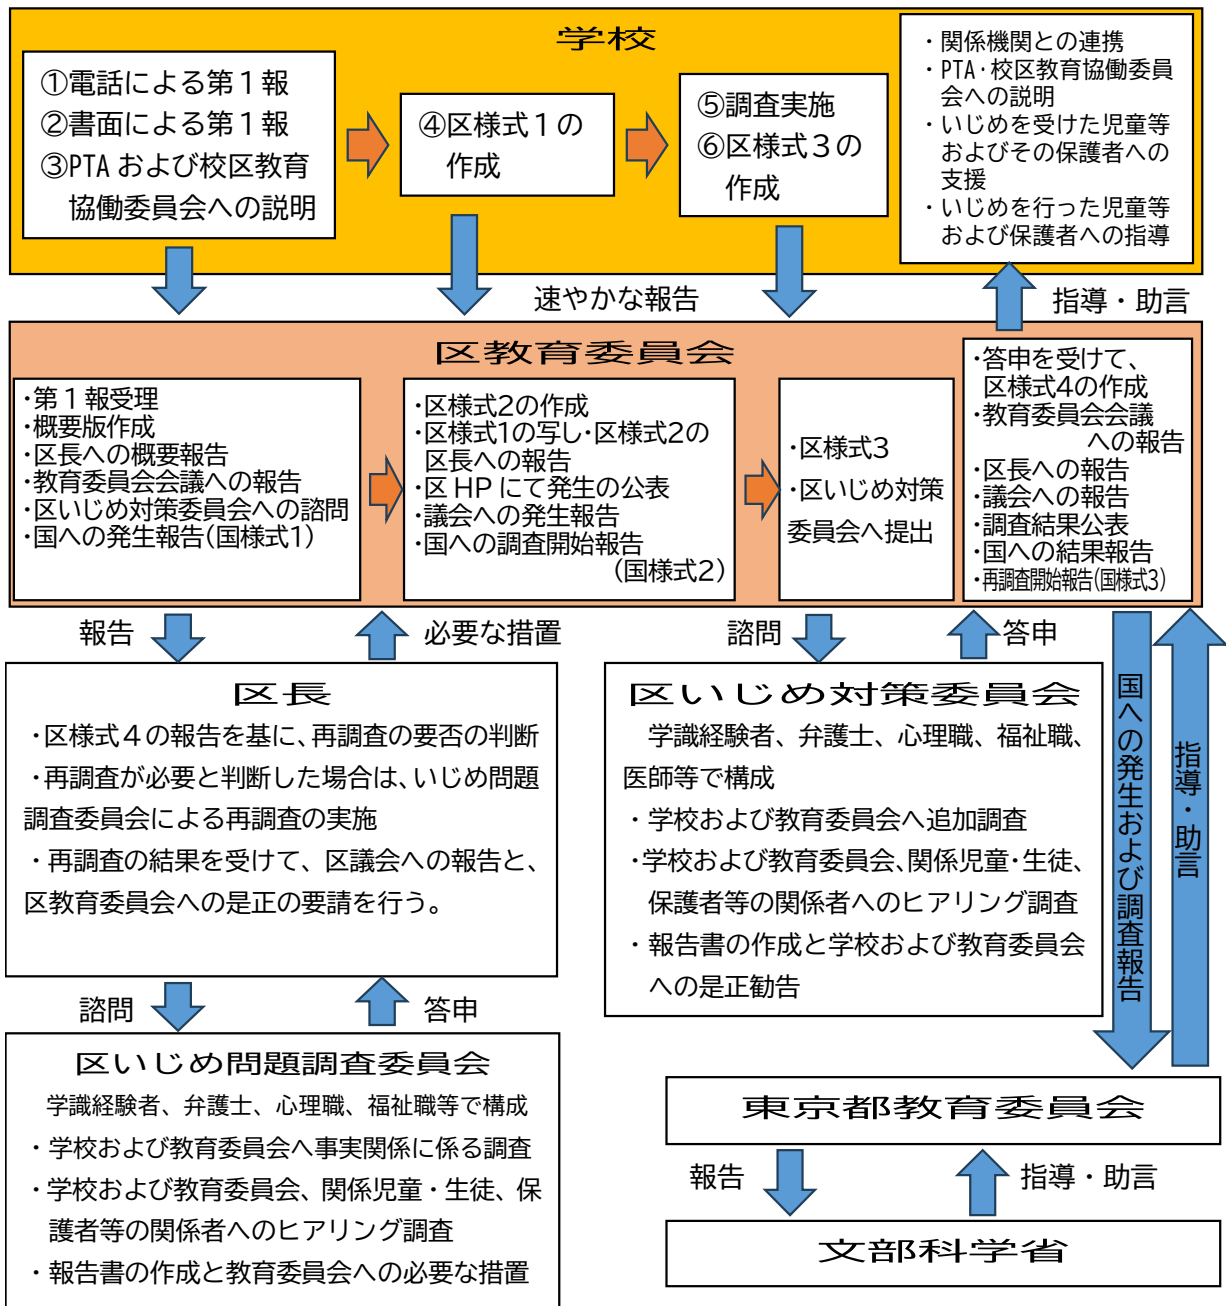 学校
①電話による第１報
②書面による第１報
③PTA および校区教育
協働委員会への説明
④区様式１の
作成
⑤調査実施
⑥区様式３の
作成
・関係機関との連携
・PTA・校区教育協働委員
会への説明
・いじめを受けた児童等
およびその保護者への
支援
・いじめを行った児童等
および保護者への指導
速やかな報告
指導・助言
区教育委員会
・第１報受理
・概要版作成
・区長への概要報告
・教育委員会会議への報告
・区いじめ対策委員会への諮問
・国への発生報告(国様式1)
・区様式2の作成
・区様式1の写し・区様式2の
区長への報告
・区 HP にて発生の公表
・議会への発生報告
・国への調査開始報告
(国様式2)
・区様式3
・区いじめ対策
委員会へ提出
・答申を受けて、
区様式4の作成
・教育委員会会議
への報告
・区長への報告
・議会への報告
・調査結果公表
・国への結果報告
・再調査開始報告(国様式3)
報告
必要な措置
諮問
答申
区長
・区様式４の報告を基に、再調査の要否の判断
・再調査が必要と判断した場合は、いじめ問題
調査委員会による再調査の実施
・再調査の結果を受けて、区議会への報告と、
区教育委員会への是正の要請を行う。
区いじめ対策委員会
学識経験者、弁護士、心理職、福祉職、
医師等で構成
・学校および教育委員会へ追加調査
・学校および教育委員会、関係児童・生徒、
保護者等の関係者へのヒアリング調査
・報告書の作成と学校および教育委員会
への是正勧告
国への発生および調査報告
指導・助言
諮問
答申
区いじめ問題調査委員会
学識経験者、弁護士、心理職、福祉職等で構成
・学校および教育委員会へ事実関係に係る調査
・学校および教育委員会、関係児童・生徒、保
護者等の関係者へのヒアリング調査
・報告書の作成と教育委員会への必要な措置
東京都教育委員会
報告
指導・助言
文部科学省